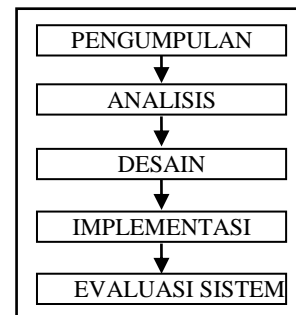 PENGUMPULAN
ANALISIS
DESAIN
IMPLEMENTASI
EVALUASI SISTEM